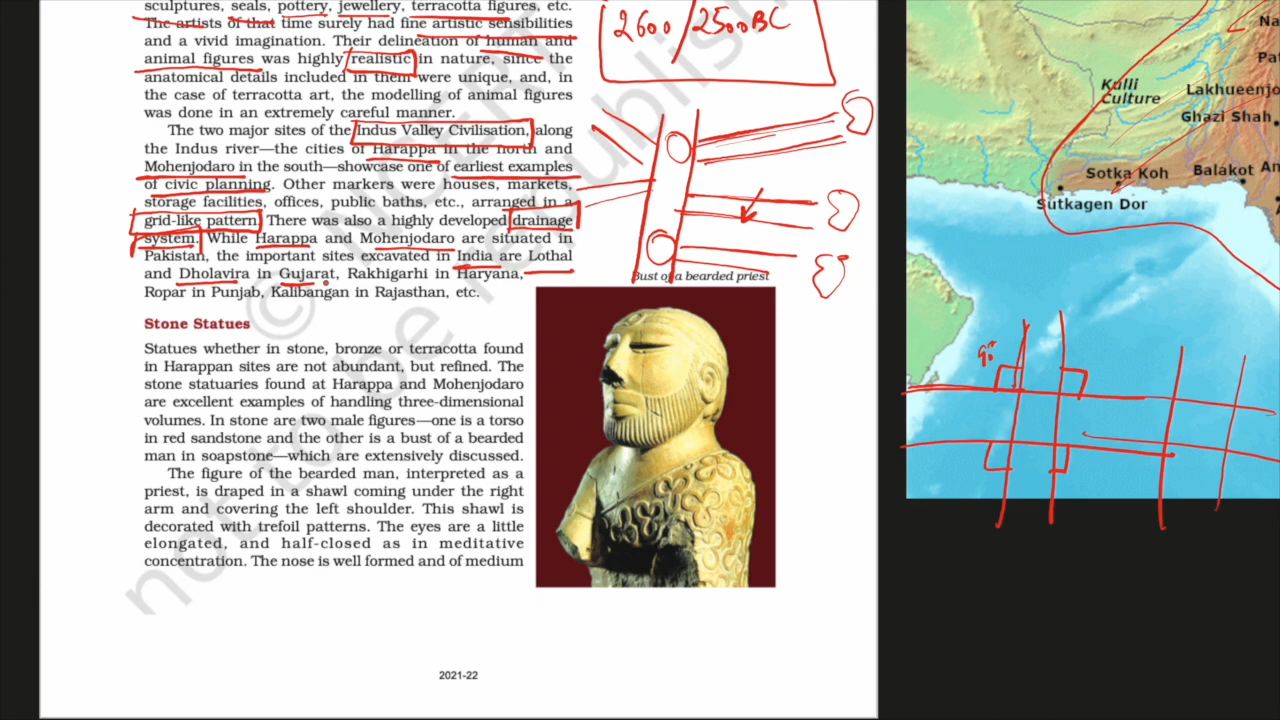 sculptures, seals, pottery, jewellery, terracotta figures, etc.
The artists of that time surely had fine artistic sensibilities
and a vivid imagination. Their delineation of human and
animal figures was highly realistic in nature, since the
anatomical details included in them were unique, and, in
the case of terracotta art, the modelling of animal figures
was done in an extremely careful manner.
The two major sites of the Indus Valley Civilisation, along
the Indus river—the cities of Harappa in the north and
Mohenjodaro in the south—showcase one of earliest examples
of civic planning. Other markers were houses, markets,
storage facilities, offices, public baths, etc., arranged in a
grid-like pattern. There was also a highly developed drainage
system. While Harappa and Mohenjodaro are situated in
Pakistan, the important sites excavated in India are Lothal
and Dholavira in Gujarat, Rakhigarhi in Haryna,
Ropar in Punjab, Kalibangan in Rajasthan, etc.
Stone Statues
Statues whether in stone, bronze or terracotta found
in Harappan sites are not abundant, but refined. The
stone statuaries found at Harappa and Mohenjodaro
are excellent examples of handling three-dimensional
volumes. In stone are two male figures—one is a torso
in red sandstone and the other is a bust of a bearded
man in soapstone—which are extensively discussed.
The figure of the bearded man, interpreted as a
priest, is draped in a shawl coming under the right
arm and covering the left shoulder. This shawl is
decorated with trefoil patterns. The eyes are a little
elongated, and half-closed as in meditative
concentration. The nose is well formed and of medium
2021-22
2600 / 2500 BC
Bust of a bearded priest
© NCERT
not to be republish
Na
Pa
Kulli
Culture
Lakhueenjo
Ghazi Shah
Sotka Koh
Balakot
Sutkagen Dor
90°